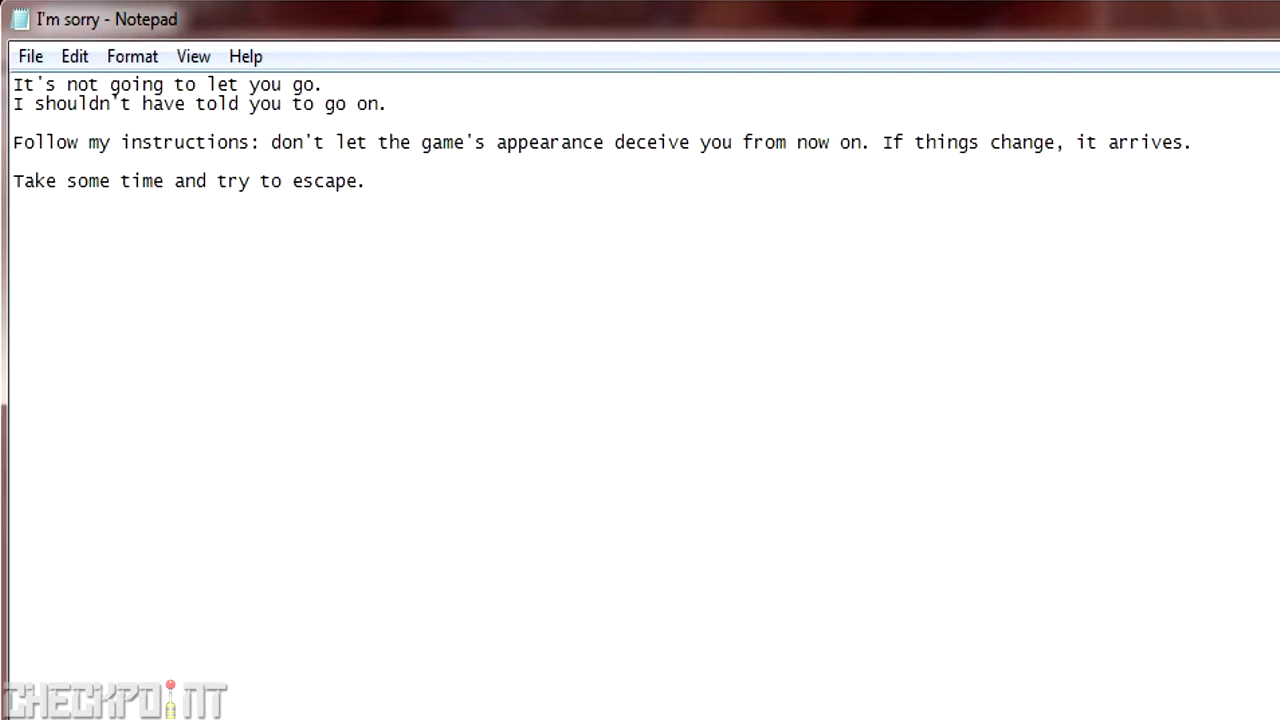 I'm sorry - Notepad
File Edit Format View Help
It's not going to let you go.
I shouldn't have told you to go on.
Follow my instructions: don't let the game's appearance deceive you from now on. If things change, it arrives.
Take some time and try to escape.
CHECKPOINT